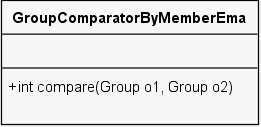 GroupComparatorByMemberEma
+int compare(Group o1, Group o2)